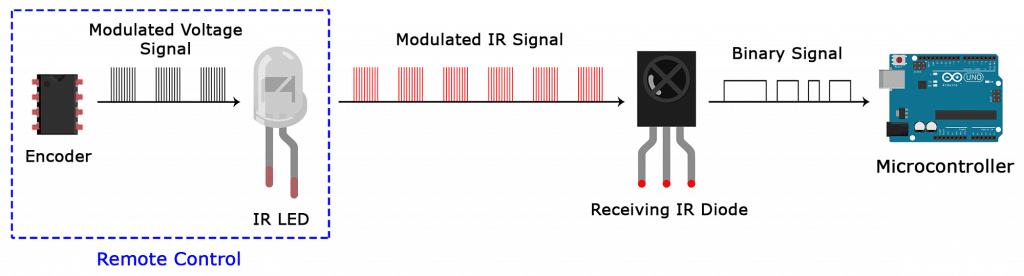 Modulated Voltage
Signal
Modulated IR Signal
Binary Signal
UNO
Encoder
IR LED
Receiving IR Diode
Microcontroller
Remote Control